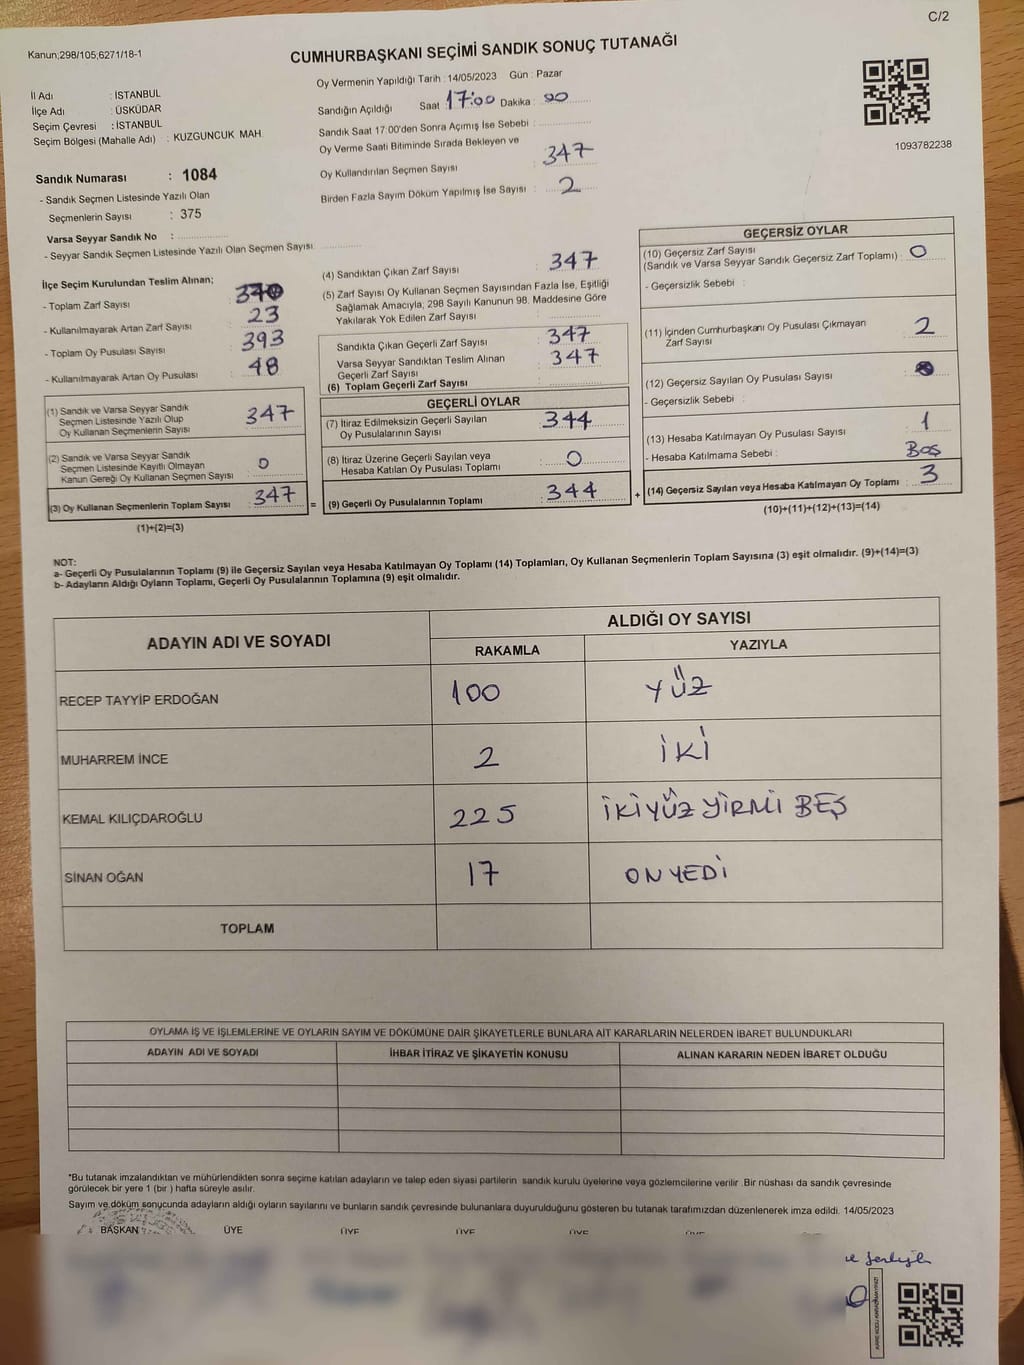 C/2
Kanun;298/105,6271/18-1
CUMHURBAŞKANI SEÇİMİ SANDIK SONUÇ TUTANAĞI
Oy Vermenin Yapıldığı Tarih : 14/05/2023 Gün : Pazar
İl Adı : İSTANBUL
İlçe Adı : ÜSKÜDAR
Seçim Çevresi : İSTANBUL
Seçim Bölgesi (Mahalle Adı) : KUZGUNCUK MAH.
Sandığın Açıldığı Saat : 17:00 Dakika : 00
Sandık Saat 17:00'den Sonra Açımış İse Sebebi :
Oy Verme Saati Bitiminde Sırada Bekleyen ve
Oy Kullandırılan Seçmen Sayısı : 347
Birden Fazla Sayım Döküm Yapılmış İse Sayısı : 2
1093782238
Sandık Numarası : 1084
- Sandık Seçmen Listesinde Yazılı Olan
Seçmenlerin Sayısı : 375
Varsa Seyyar Sandık No :
- Seyyar Sandık Seçmen Listesinde Yazılı Olan Seçmen Sayısı
İlçe Seçim Kurulundan Teslim Alınan;
- Toplam Zarf Sayısı : 370
- Kullanılmayarak Artan Zarf Sayısı : 23
- Toplam Oy Pusulası Sayısı : 393
- Kullanılmayarak Artan Oy Pusulası : 48
(1) Sandık ve Varsa Seyyar Sandık
Seçmen Listesinde Yazılı Olup
Oy Kullanan Seçmenlerin Sayısı : 347
(2) Sandık ve Varsa Seyyar Sandık
Seçmen Listesinde Kayıtlı Olmayan
Kanun Gereği Oy Kullanan Seçmen Sayısı : 0
(3) Oy Kullanan Seçmenlerin Toplam Sayısı : 347 =
(1)+(2)=(3)
(4) Sandıktan Çıkan Zarf Sayısı : 347
(5) Zarf Sayısı Oy Kullanan Seçmen Sayısından Fazla İse, Eşitliği
Sağlamak Amacıyla; 298 Sayılı Kanunun 98. Maddesine Göre
Yakılarak Yok Edilen Zarf Sayısı :
Sandıkta Çıkan Geçerli Zarf Sayısı : 347
Varsa Seyyar Sandıktan Teslim Alınan
Geçerli Zarf Sayısı : 347
(6) Toplam Geçerli Zarf Sayısı :
GEÇERLİ OYLAR
(7) İtiraz Edilmeksizin Geçerli Sayılan
Oy Pusulalarının Sayısı : 344
(8) İtiraz Üzerine Geçerli Sayılan veya
Hesaba Katılan Oy Pusulası Toplamı : 0
(9) Geçerli Oy Pusulalarının Toplamı : 344 +
GEÇERSİZ OYLAR
(10) Geçersiz Zarf Sayısı
(Sandık ve Varsa Seyyar Sandık Geçersiz Zarf Toplamı) : 0
- Geçersizlik Sebebi :
(11) İçinden Cumhurbaşkanı Oy Pusulası Çıkmayan
Zarf Sayısı : 2
(12) Geçersiz Sayılan Oy Pusulası Sayısı :
- Geçersizlik Sebebi :
(13) Hesaba Katılmayan Oy Pusulası Sayısı : 1
- Hesaba Katılmama Sebebi : BOŞ
(14) Geçersiz Sayılan veya Hesaba Katılmayan Oy Toplamı : 3
(10)+(11)+(12)+(13)=(14)
NOT:
a- Geçerli Oy Pusulalarının Toplamı (9) ile Geçersiz Sayılan veya Hesaba Katılmayan Oy Toplamı (14) Toplamları, Oy Kullanan Seçmenlerin Toplam Sayısına (3) eşit olmalıdır. (9)+(14)=(3)
b- Adayların Aldığı Oyların Toplamı, Geçerli Oy Pusulalarının Toplamına (9) eşit olmalıdır.
ADAYIN ADI VE SOYADI
ALDIĞI OY SAYISI
RAKAMLA YAZIYLA
RECEP TAYYİP ERDOĞAN 100 YÜZ
MUHARREM İNCE 2 İKİ
KEMAL KILIÇDAROĞLU 225 İKİYÜZ YİRMİ BEŞ
SİNAN OĞAN 17 ONYEDİ
TOPLAM
OYLAMA İŞ VE İŞLEMLERİNE VE OYLARIN SAYIM VE DÖKÜMÜNE DAİR ŞİKAYETLERLE BUNLARA AİT KARARLARIN NELERDEN İBARET BULUNDUKLARI
ADAYIN ADI VE SOYADI İHBAR İTİRAZ VE ŞİKAYETİN KONUSU ALINAN KARARIN NEDEN İBARET OLDUĞU
*Bu tutanak imzalandıktan ve mühürlendikten sonra seçime katılan adayların ve talep eden siyasi partilerin sandık kurulu üyelerine veya gözlemcilerine verilir .Bir nüshası da sandık çevresinde
görülecek bir yere 1 (bir ) hafta süreyle asılır.
Sayım ve döküm sonucunda adayların aldığı oyların sayılarını ve bunların sandık çevresinde bulunanlara duyurulduğunu gösteren bu tutanak tarafımızdan düzenlenerek imza edildi. 14/05/2023
BAŞKAN ÜYE ÜYE ÜYE ÜYE ÜYE